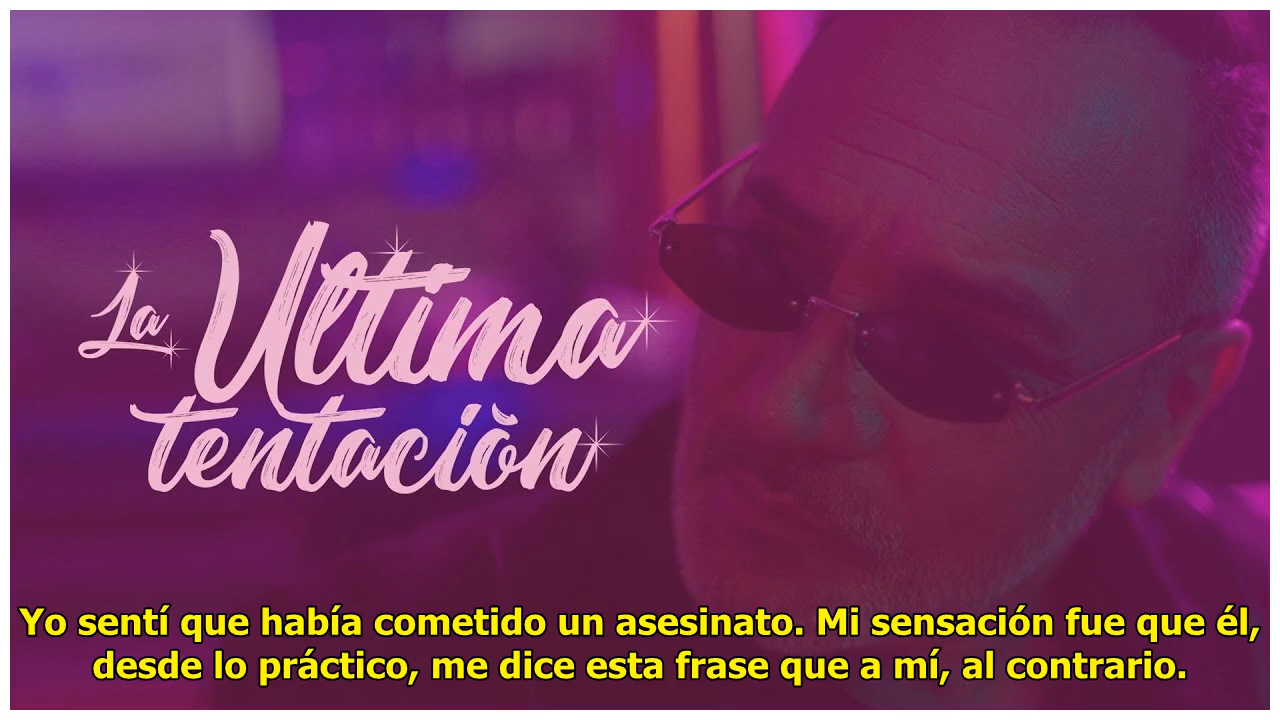 La Ultima
tentaciŏn
Yo sentí que había cometido un asesinato. Mi sensación fue que él,
desde lo práctico, me dice esta frase que a mí, al contrario.